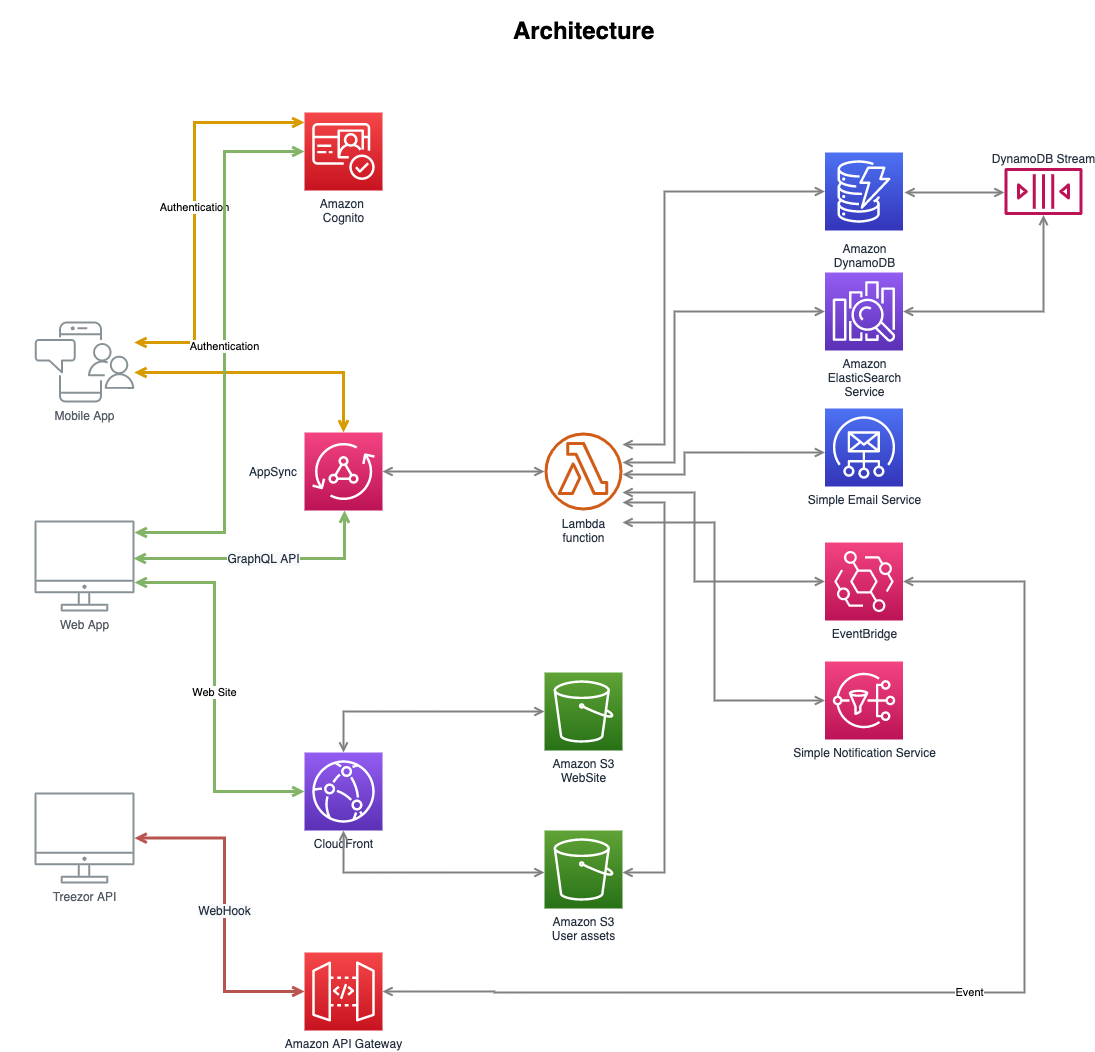 Architecture
Amazon
Cognito
DynamoDB Stream
Authentication
Amazon
DynamoDB
Authentication
Amazon
ElasticSearch
Service
Mobile App
AppSync
Simple Email Service
Lambda
function
GraphQL API
Web App
EventBridge
Web Site
Simple Notification Service
Amazon S3
WebSite
CloudFront
Treezor API
WebHook
Amazon S3
User assets
Event
Amazon API Gateway